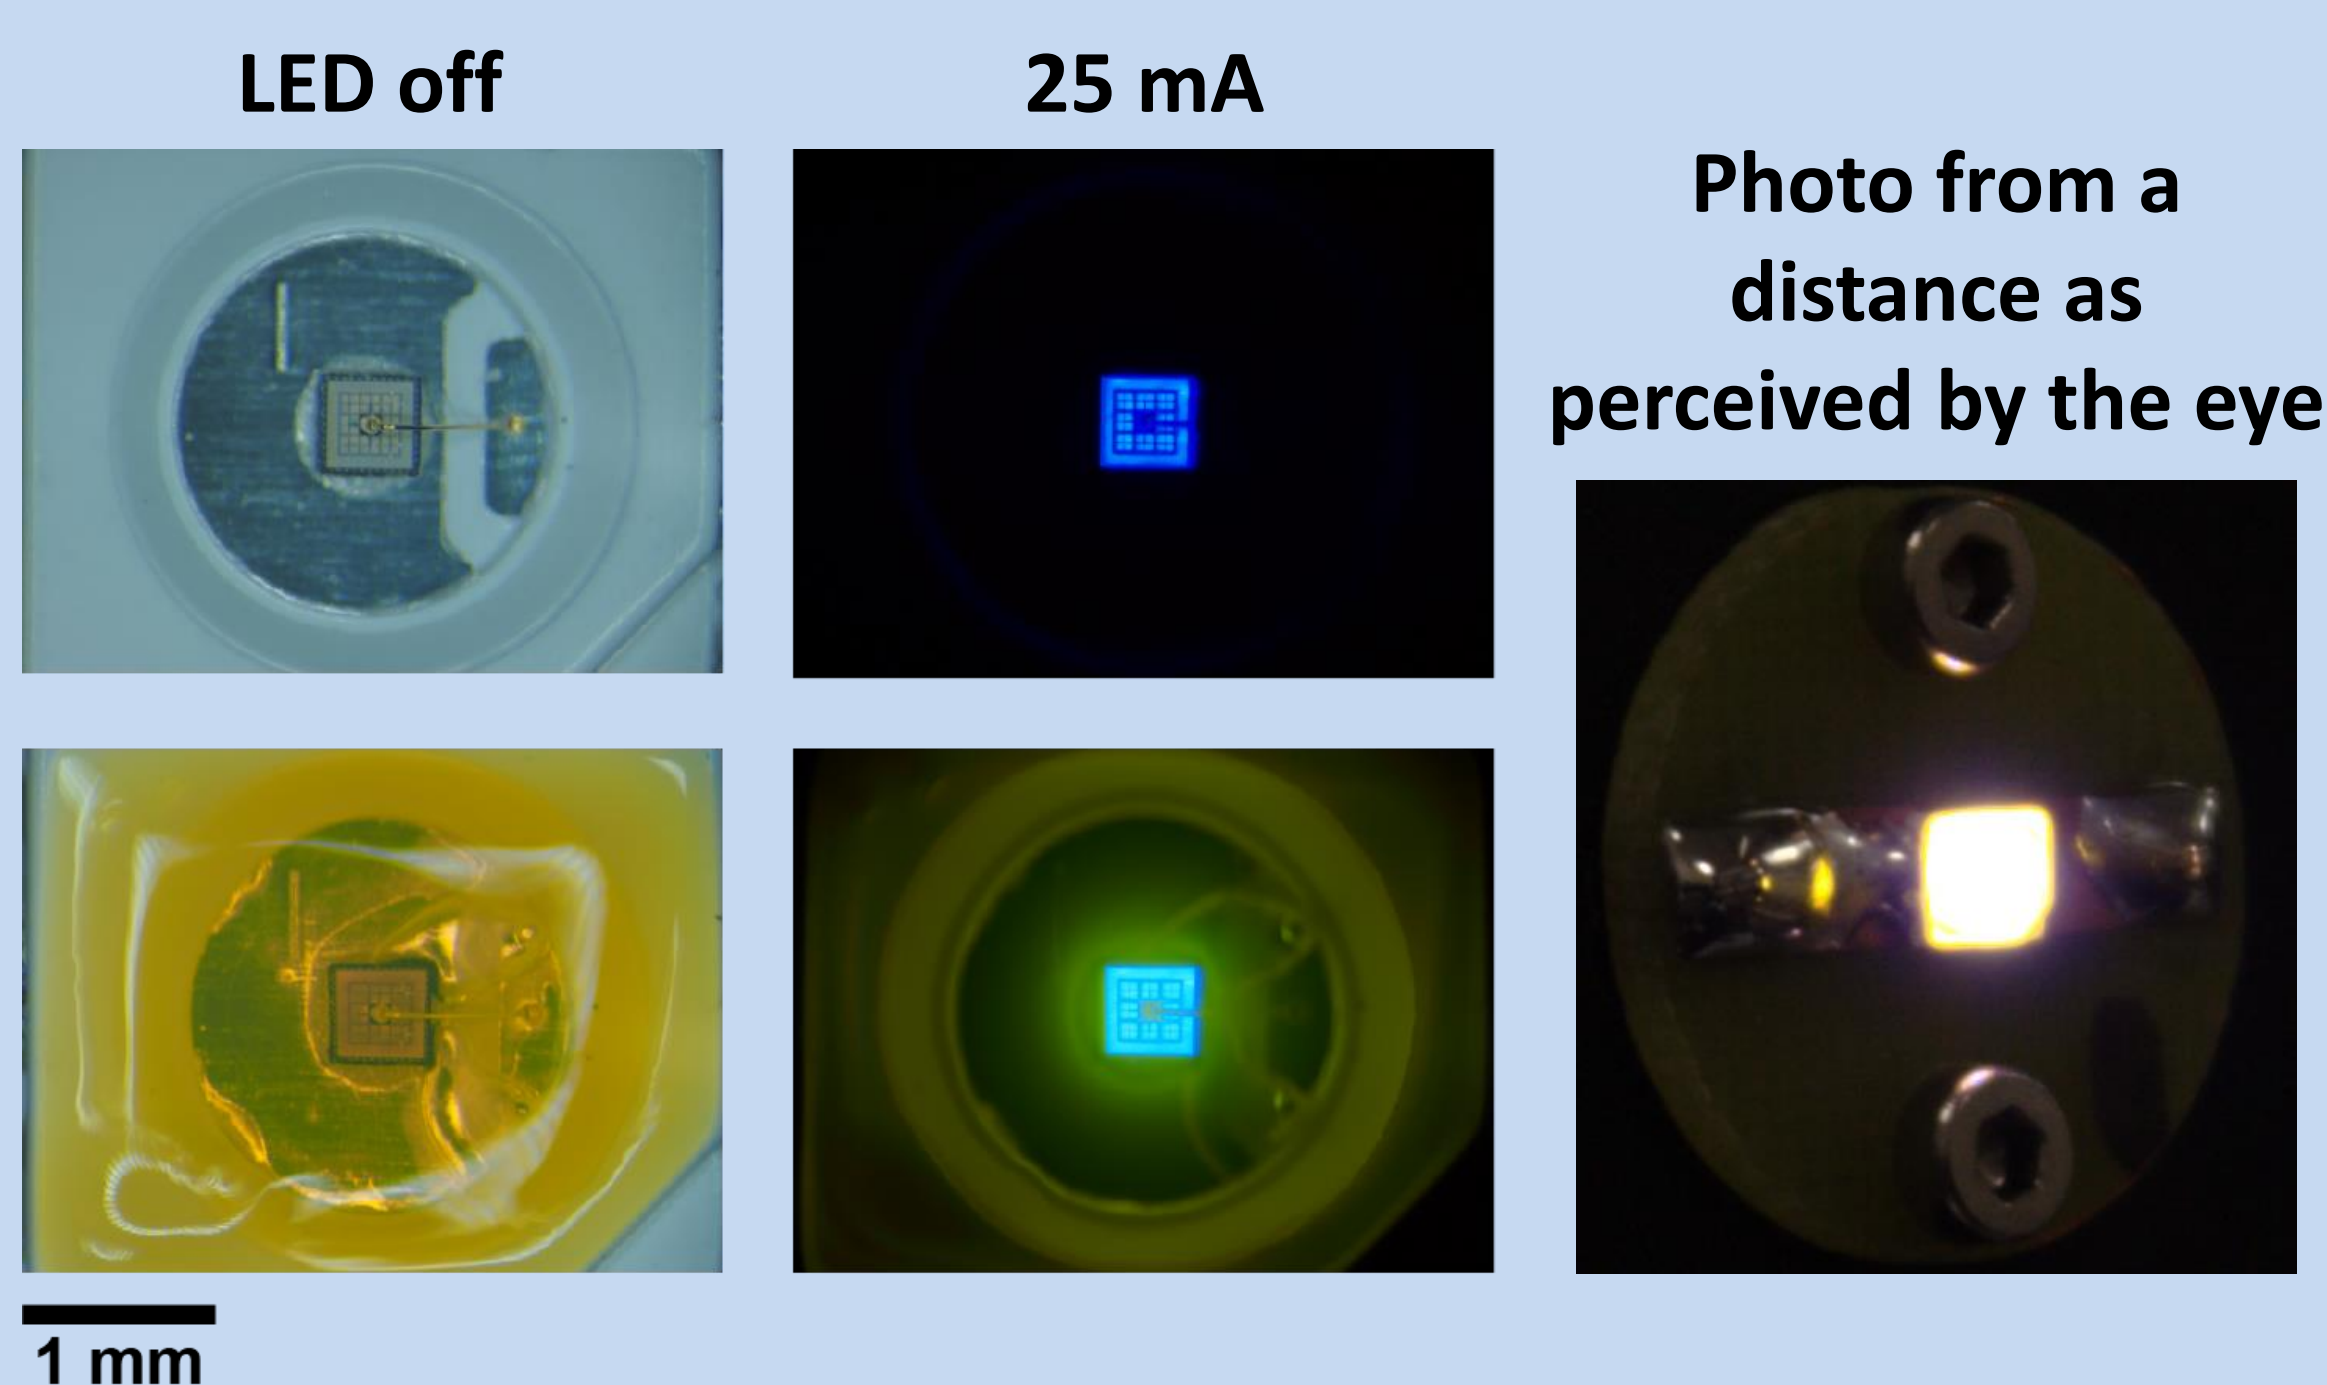 LED off
25 mA
Photo from a
distance as
perceived by the eye
1 mm